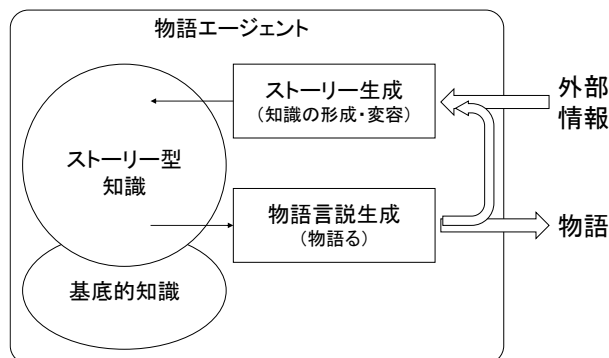 物語エージェント
ストーリー生成
(知識の形成・変容)
外部
情報
ストーリー型
知識
物語言説生成
(物語る)
物語
基底的知識